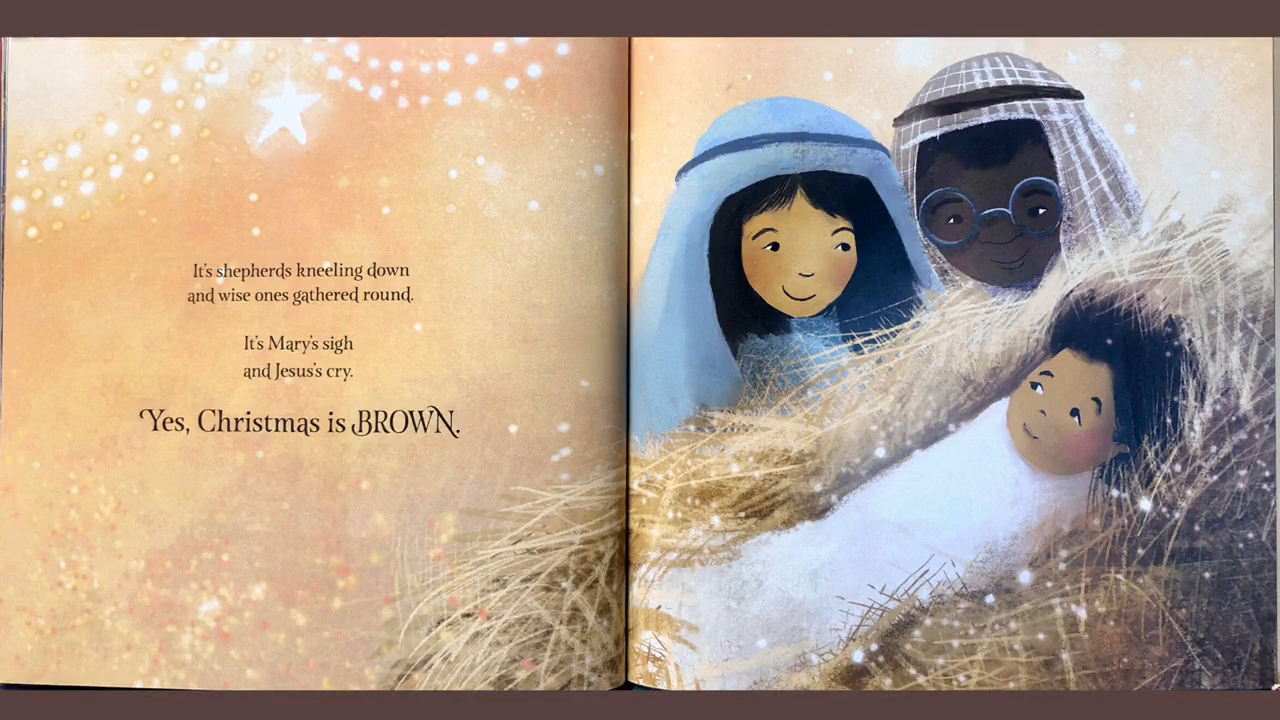 It's shepherds kneeling down
and wise ones gathered round.
It's Mary's sigh
and Jesus's cry.
Yes, Christmas is BROWN.